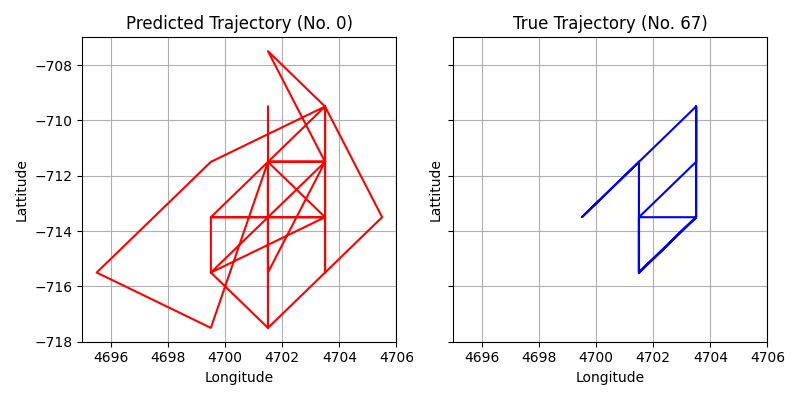 Predicted Trajectory (No. 0)
True Trajectory (No. 67)
Lattitude
−708
−710
−712
−714
−716
−718
4696 4698 4700 4702 4704 4706
Longitude
Lattitude
4696 4698 4700 4702 4704 4706
Longitude